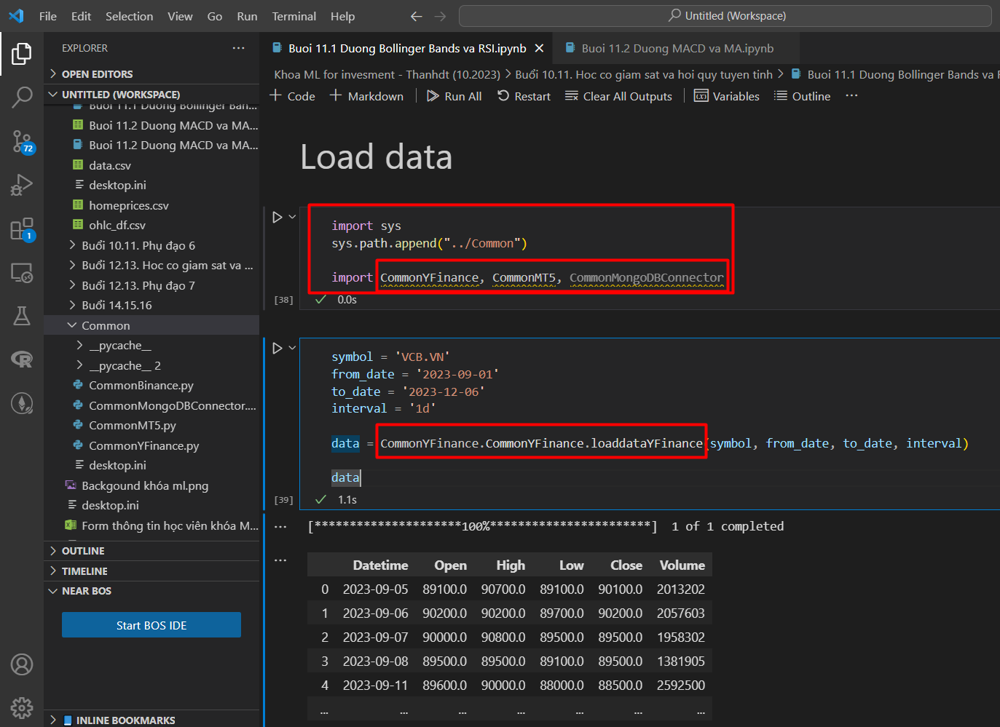 File Edit Selection View Go Run Terminal Help
Untitled (Workspace)
EXPLORER
OPEN EDITORS
UNTITLED (WORKSPACE)
Buoi 11.1 Duong Bollinger Ban...
Buoi 11.2 Duong MACD va MA...
Buoi 11.2 Duong MACD va MA...
72
data.csv
desktop.ini
homeprices.csv
ohlc_df.csv
1
Buổi 10.11. Phụ đạo 6
Buổi 12.13. Hoc co giam sat va ...
Buổi 12.13. Phụ đạo 7
Buổi 14.15.16
Common
__pycache__
__pycache__ 2
CommonBinance.py
CommonMongoDBConnector....
CommonMT5.py
CommonYFinance.py
desktop.ini
Backgound khóa ml.png
desktop.ini
Form thông tin học viên khóa M...
OUTLINE
TIMELINE
NEAR BOS
Start BOS IDE
INLINE BOOKMARKS
Buoi 11.1 Duong Bollinger Bands va RSI.ipynb
Buoi 11.2 Duong MACD va MA.ipynb
Khoa ML for invesment - Thanhdt (10.2023) > Buổi 10.11. Hoc co giam sat va hoi quy tuyen tinh > Buoi 11.1 Duong Bollinger Bands va R
+ Code + Markdown Run All Restart Clear All Outputs Variables Outline ...
Load data
import sys
sys.path.append("../Common")
import CommonYFinance, CommonMT5, CommonMongoDBConnector
[38] 0.0s
symbol = 'VCB.VN'
from_date = '2023-09-01'
to_date = '2023-12-06'
interval = '1d'
data = CommonYFinance.CommonYFinance.loaddataYFinance(symbol, from_date, to_date, interval)
data
[39] 1.1s
[*********************100%***********************] 1 of 1 completed
Datetime Open High Low Close Volume
0 2023-09-05 89100.0 90700.0 89100.0 90100.0 2013202
1 2023-09-06 90200.0 90200.0 89700.0 90200.0 2057603
2 2023-09-07 90000.0 90800.0 89500.0 89500.0 1958302
3 2023-09-08 89500.0 89500.0 89100.0 89500.0 1381905
4 2023-09-11 89600.0 90000.0 88000.0 88500.0 2592500
... ... ... ... ... ... ...